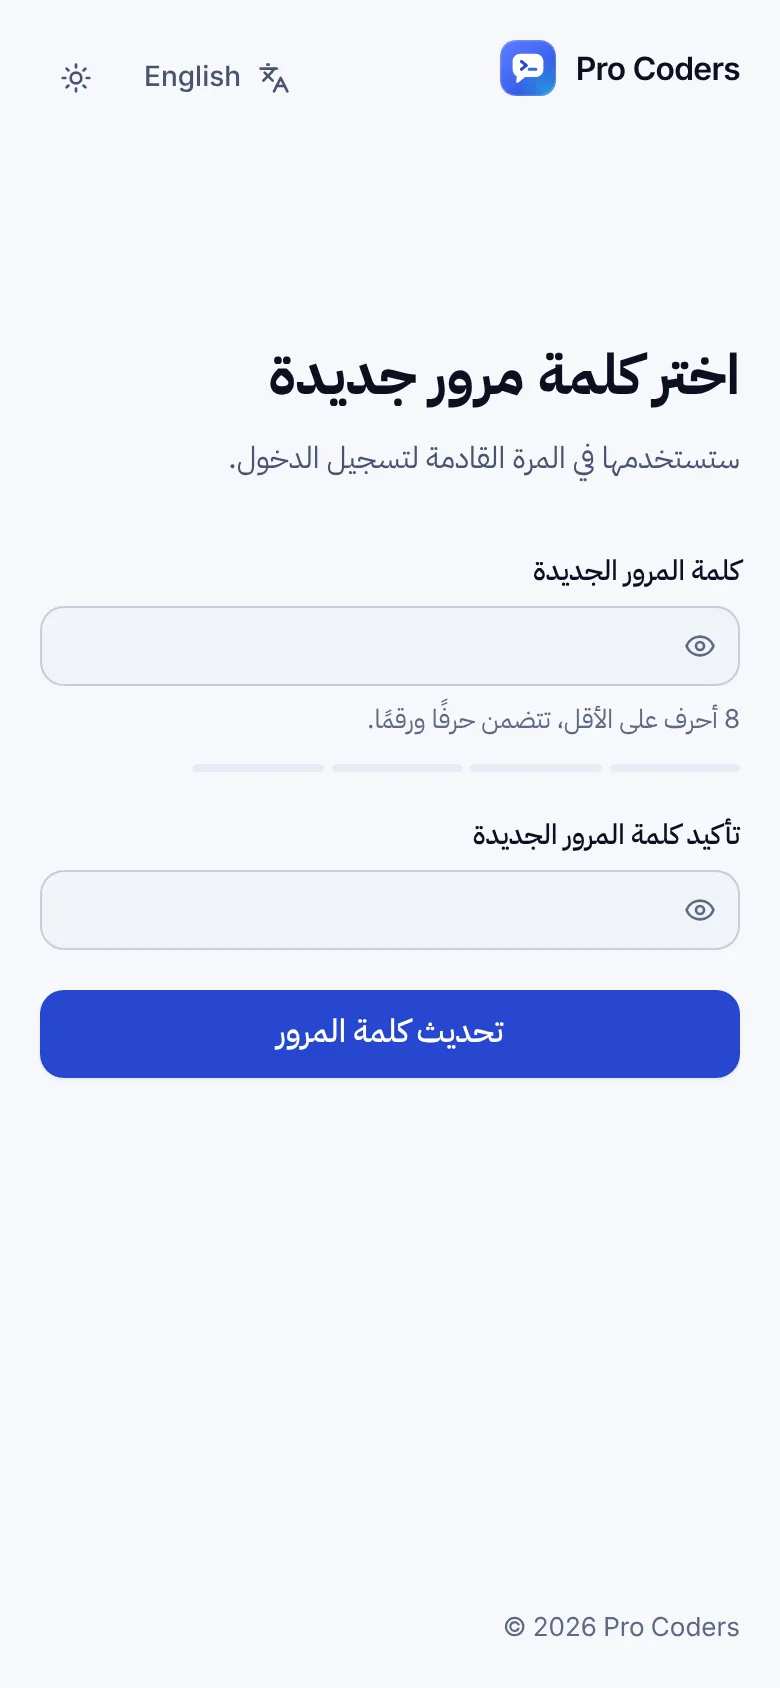 Pro Coders
English
اختر كلمة مرور جديدة
ستستخدمها في المرة القادمة لتسجيل الدخول.
كلمة المرور الجديدة
8 أحرف على الأقل، تتضمن حرفًا ورقمًا.
تأكيد كلمة المرور الجديدة
تحديث كلمة المرور
© 2026 Pro Coders